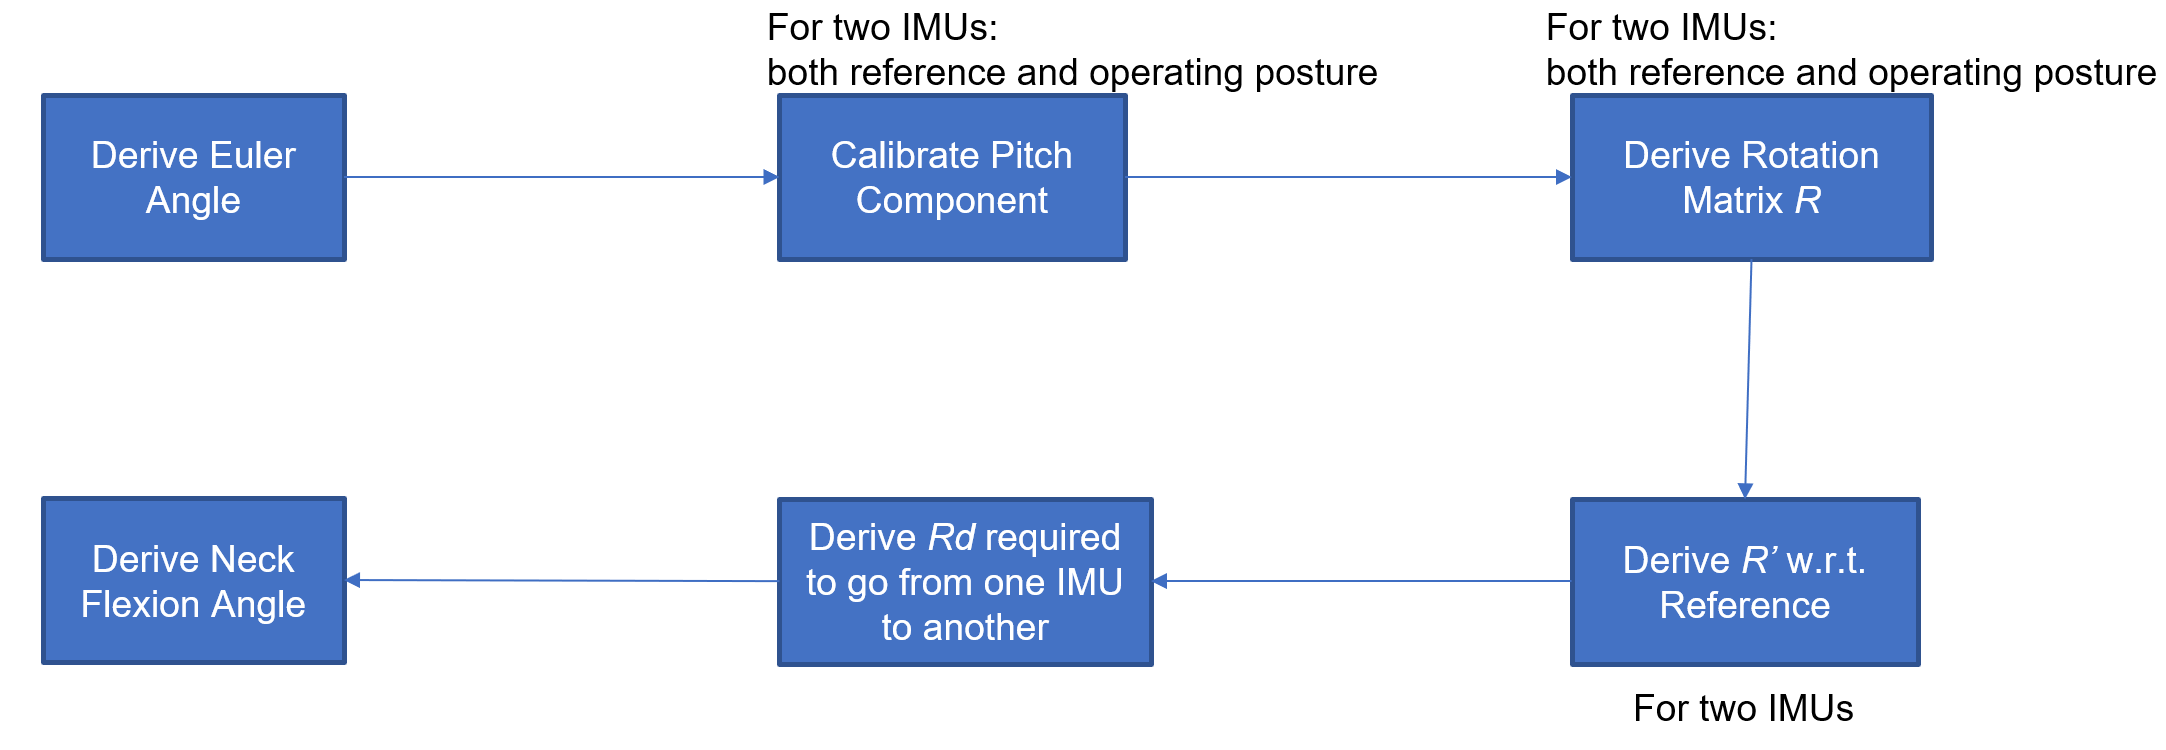 For two IMUs:
both reference and operating posture
For two IMUs:
both reference and operating posture
Derive Euler
Angle
Calibrate Pitch
Component
Derive Rotation
Matrix R
Derive Neck
Flexion Angle
Derive Rd required
to go from one IMU
to another
Derive R’ w.r.t.
Reference
For two IMUs